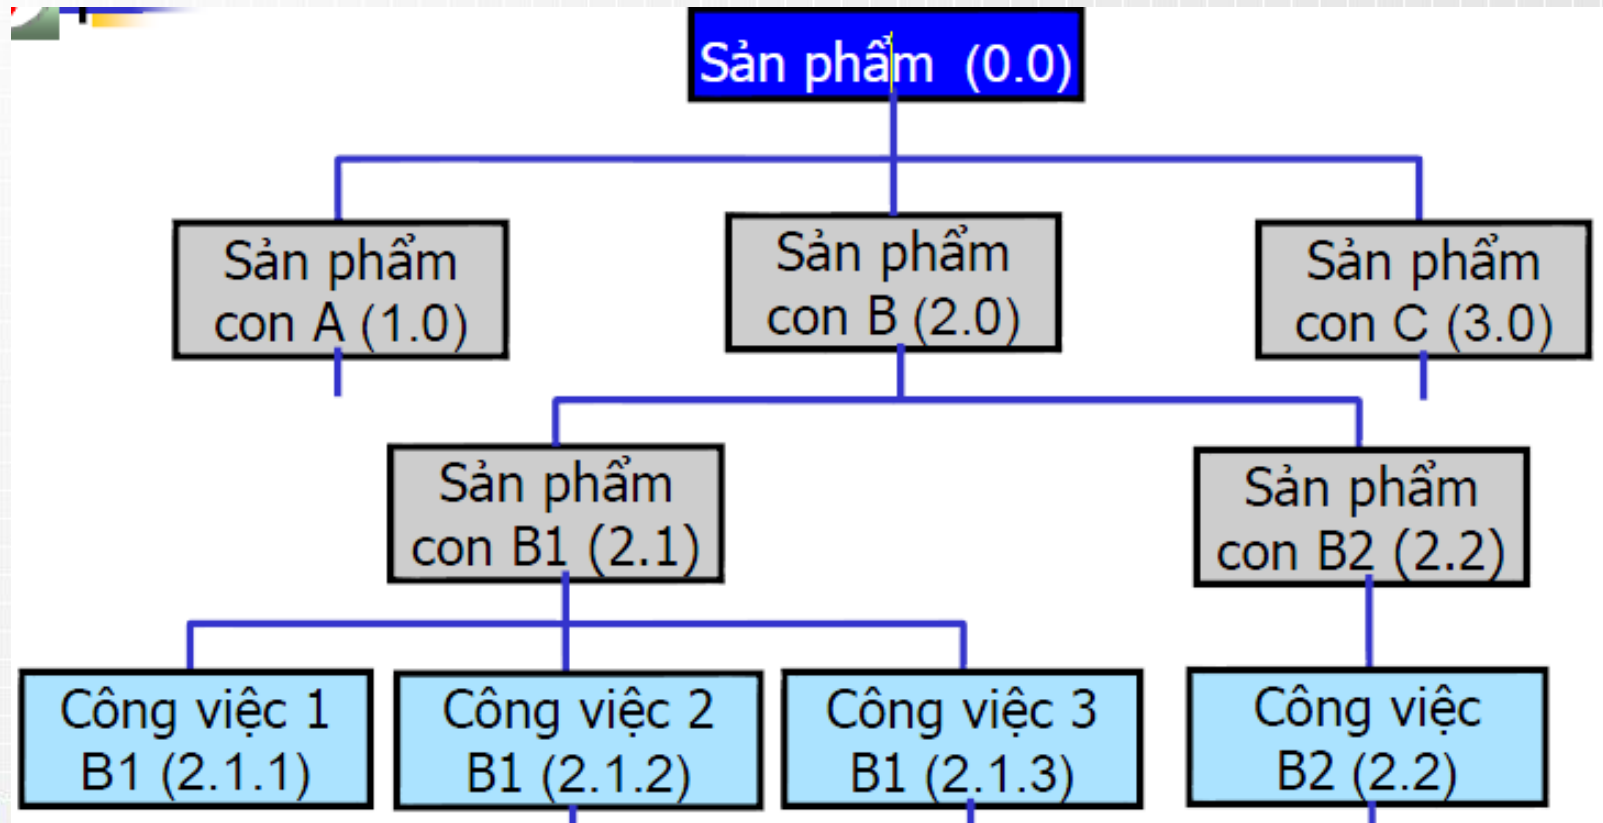 Sản phẩm (0.0)
Sản phẩm
con A (1.0)
Sản phẩm
con B (2.0)
Sản phẩm
con C (3.0)
Sản phẩm
con B1 (2.1)
Sản phẩm
con B2 (2.2)
Công việc 1
B1 (2.1.1)
Công việc 2
B1 (2.1.2)
Công việc 3
B1 (2.1.3)
Công việc
B2 (2.2)